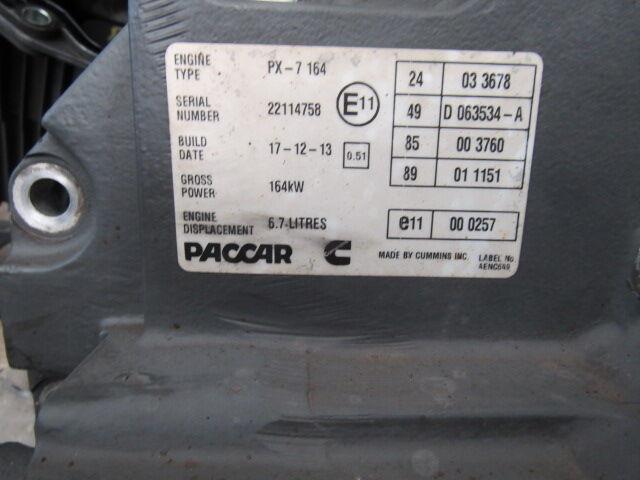 ENGINE TYPE PX-7 164
SERIAL NUMBER 22114758
BUILD DATE 17-12-13
GROSS POWER 164kW
ENGINE DISPLACEMENT 6.7-LITRES
E11
0.51
24 03 3678
49 D 063534-A
85 00 3760
89 01 1151
e11 00 0257
PACCAR C
MADE BY CUMMINS INC.
LABEL No.
4ENC649